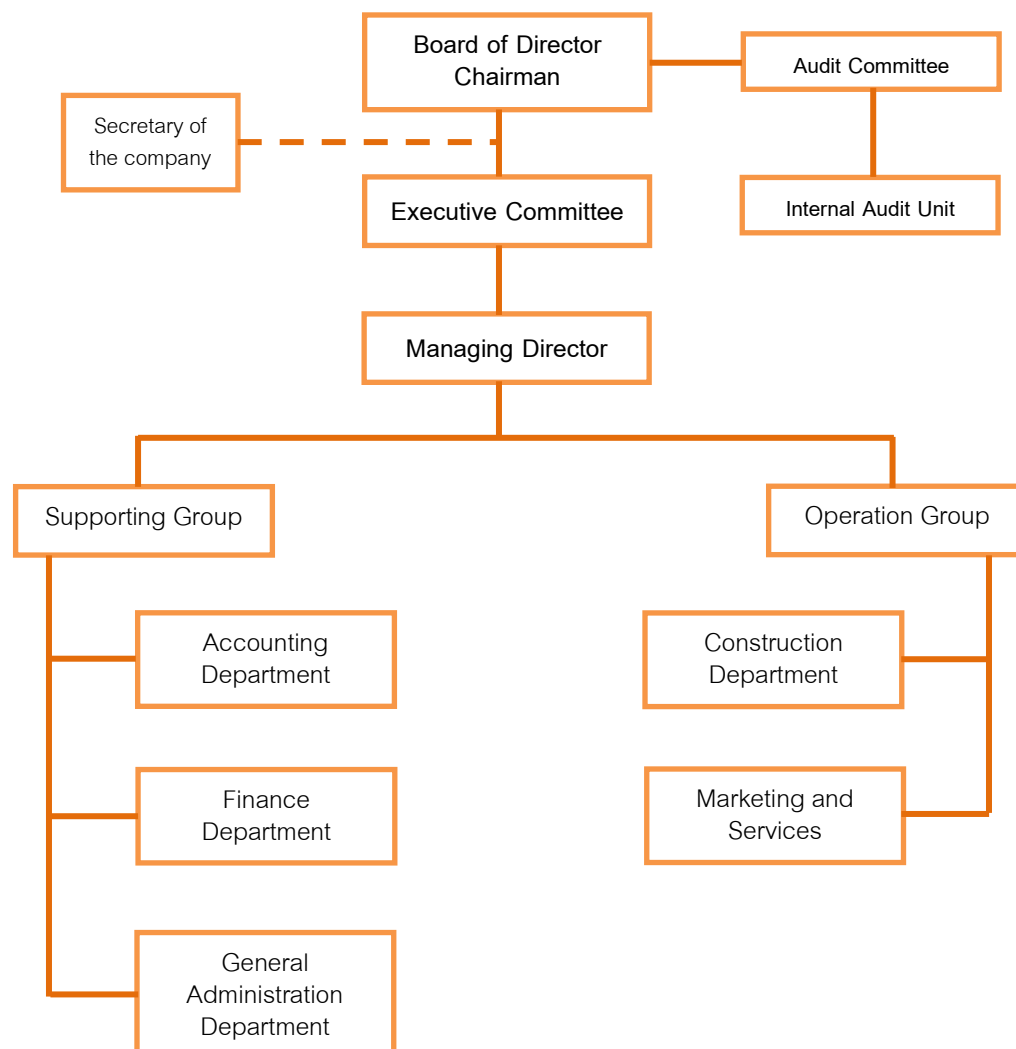 Board of Director
Chairman
Audit Committee
Secretary of
the company
Executive Committee
Internal Audit Unit
Managing Director
Supporting Group
Operation Group
Accounting
Department
Construction
Department
Finance
Department
Marketing and
Services
General
Administration
Department